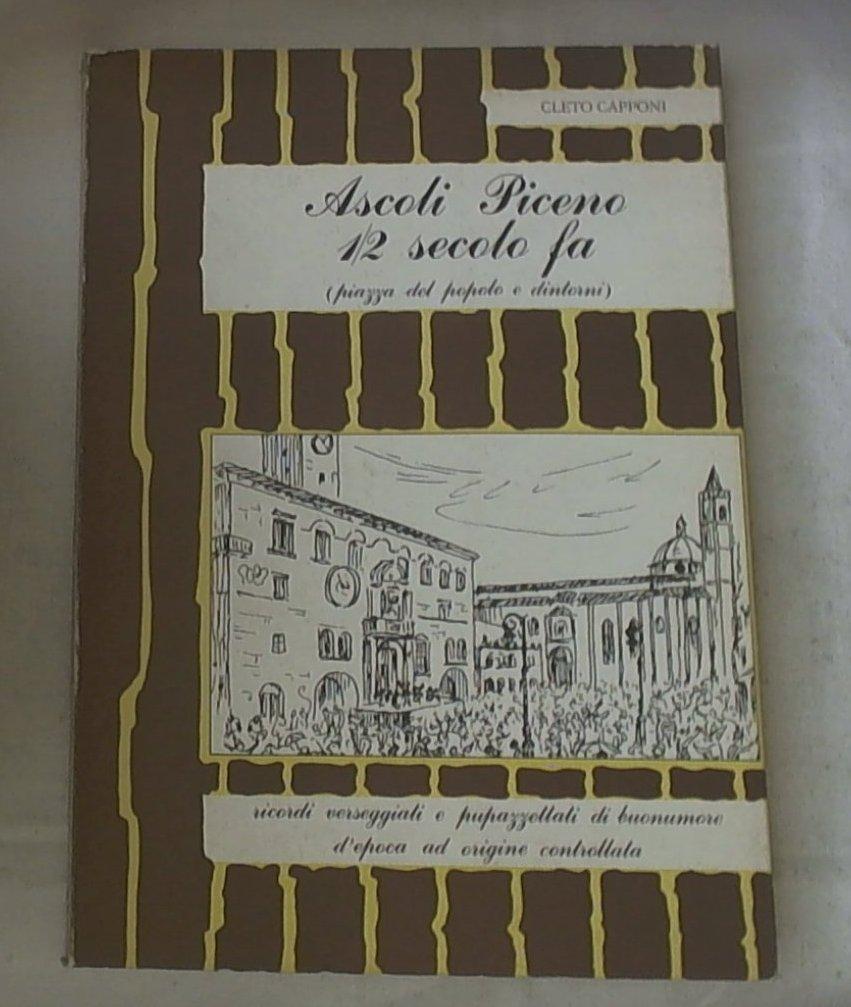 CLETO CAPPONI
Ascoli Piceno
1/2 secolo fa
(piazza del popolo e dintorni)
ricordi verseggiati e pupazzettati di buonumore
d'epoca ad origine controllata